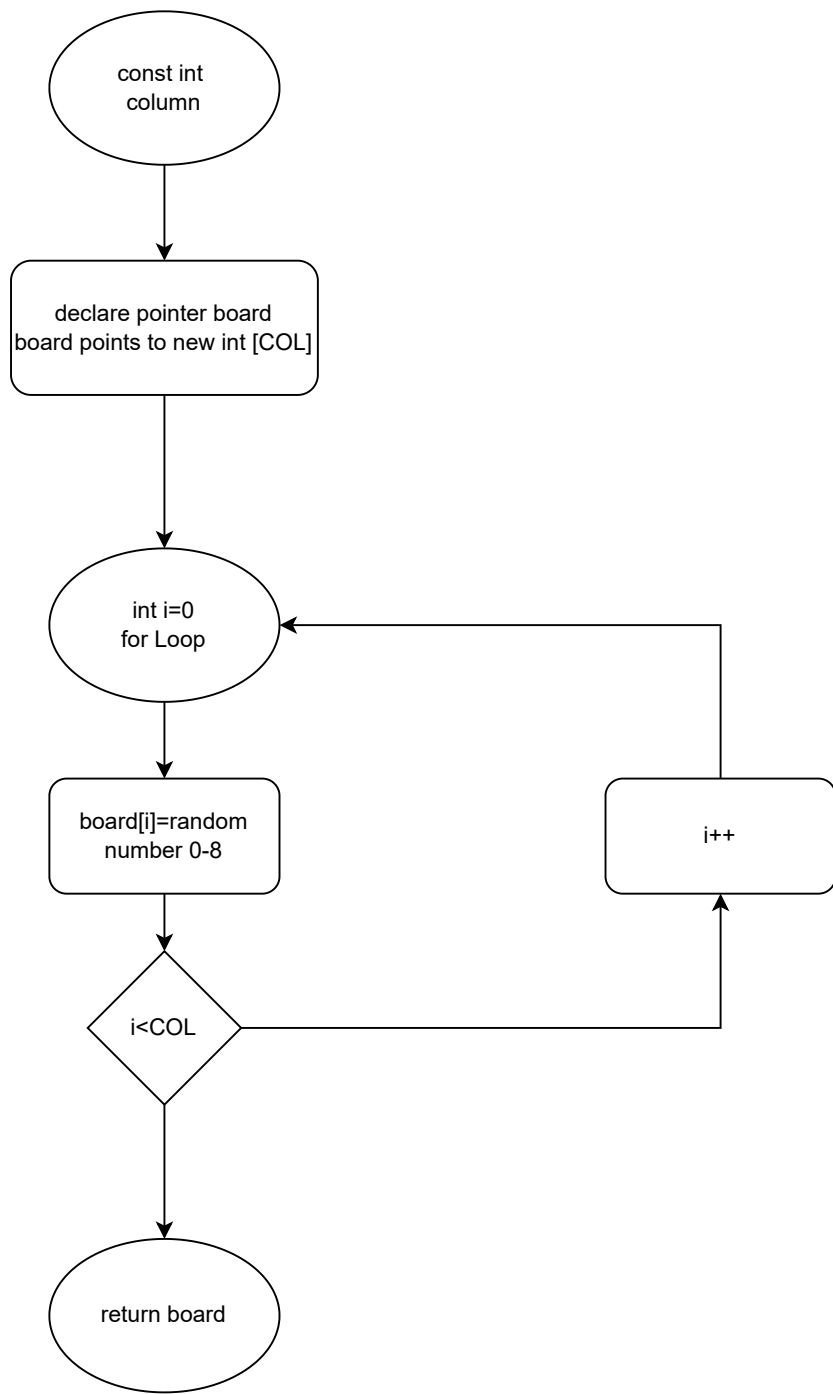 const int
column
declare pointer board
board points to new int [COL]
int i=0
for Loop
board[i]=random
number 0-8
i++
i<COL
return board